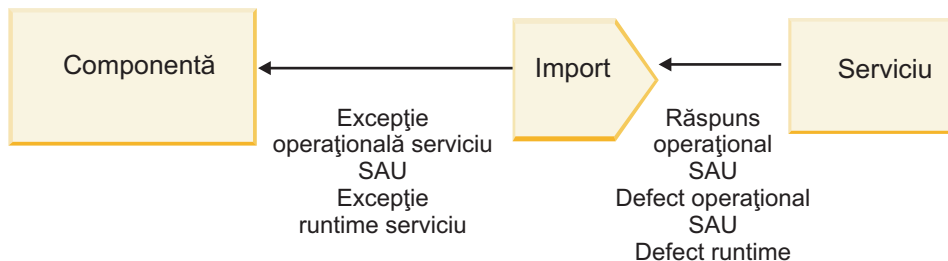 Componentă
Import
Serviciu
Excepţie
operaţională serviciu
SAU
Excepţie
runtime serviciu
Răspuns
operaţional
SAU
Defect operaţional
SAU
Defect runtime